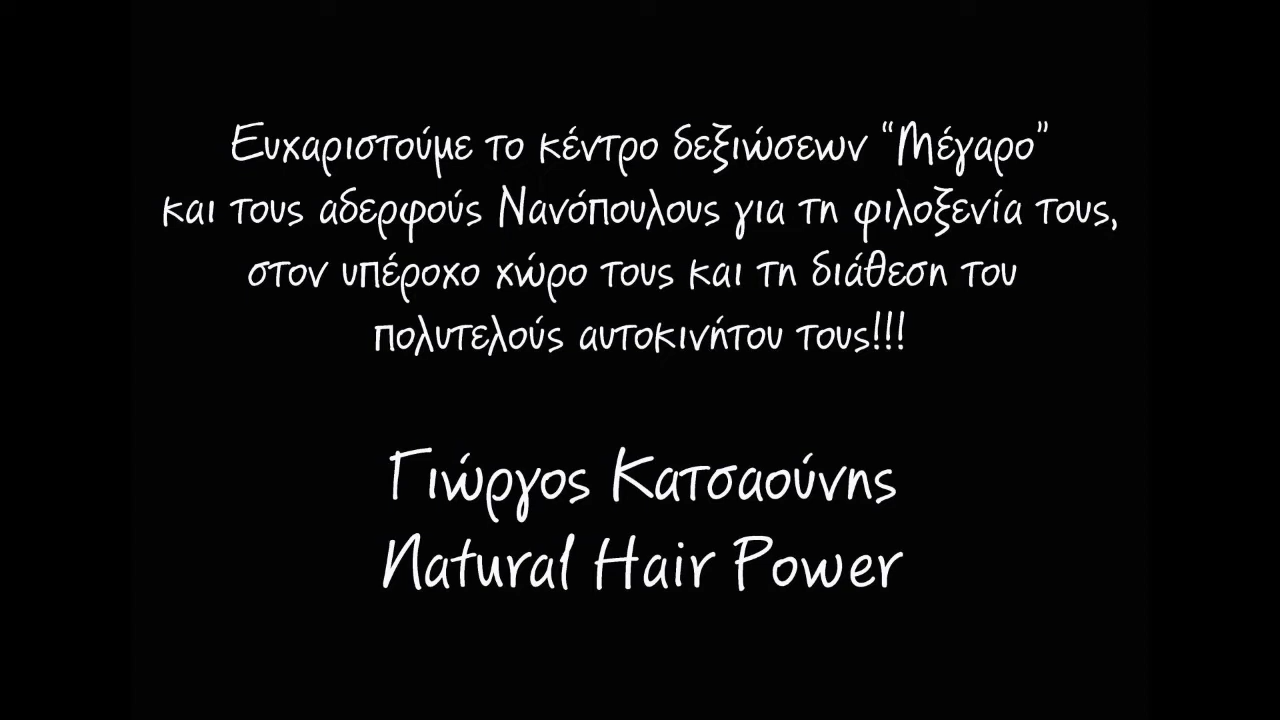 Ευχαριστούμε το κέντρο δεξιώσεων “Μέγαρο”
και τους αδερφούς Νανόπουλους για τη φιλοξενία τους,
στον υπέροχο χώρο τους και τη διάθεση του
πολυτελούς αυτοκινήτου τους!!!
Γιώργος Κατσαούνης
Natural Hair Power